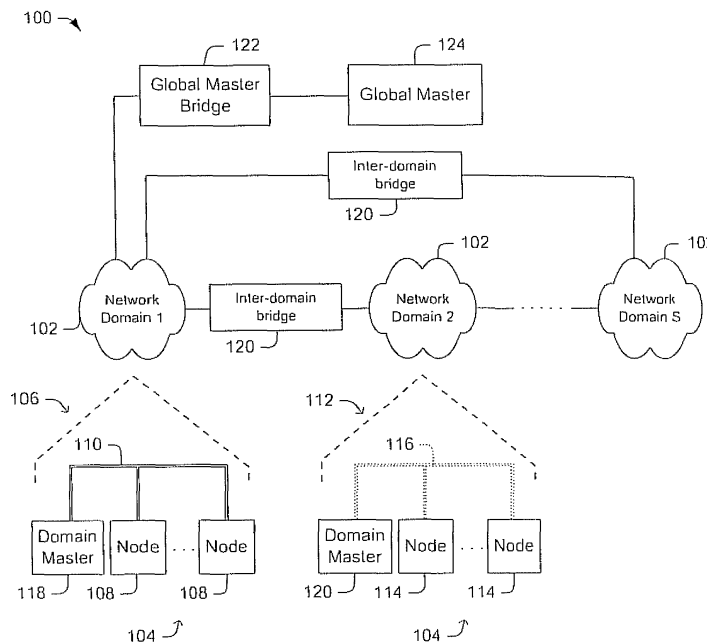 100
122
124
Global Master
Bridge
Global Master
Inter-domain
bridge
120
102
10
Network
Domain 1
102
Inter-domain
bridge
120
Network
Domain 2
. . . .
Network
Domain S
106
112
110
116
Domain
Master
Node
. . . .
Node
Domain
Master
Node
. . . .
Node
118
108
108
120
114
114
104
104